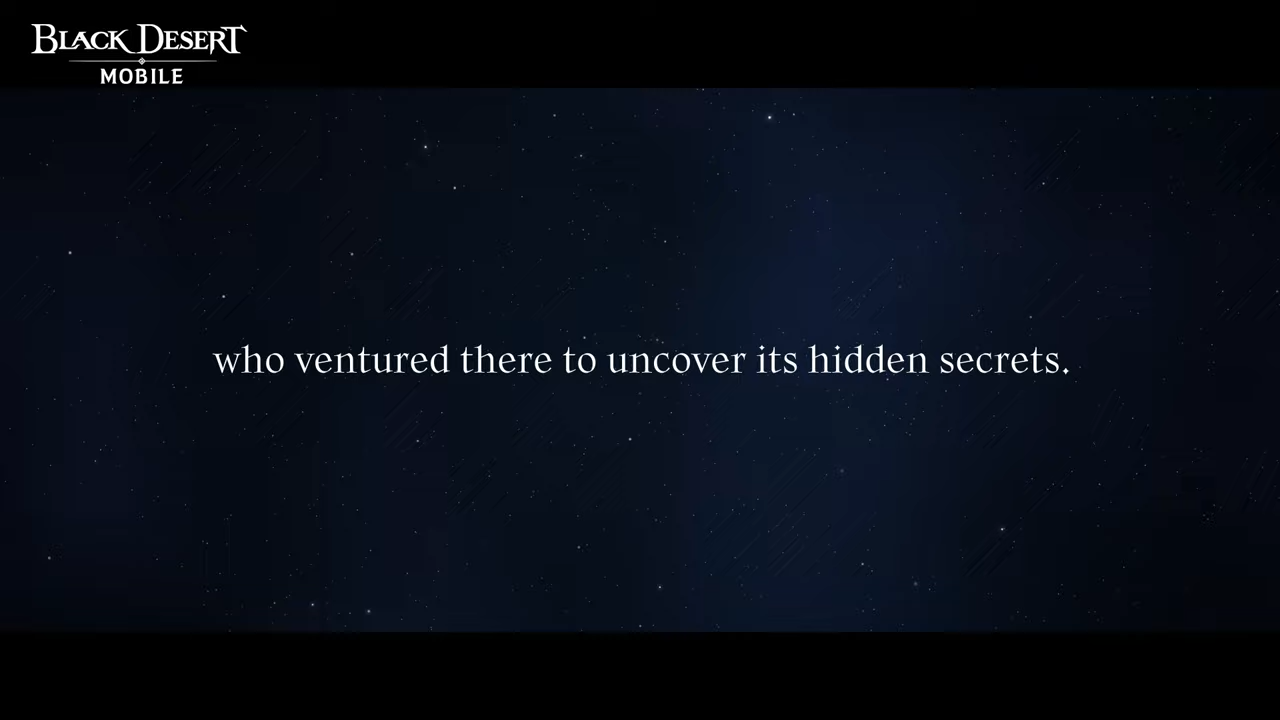 BLACK DESERT
MOBILE
who ventured there to uncover its hidden secrets.